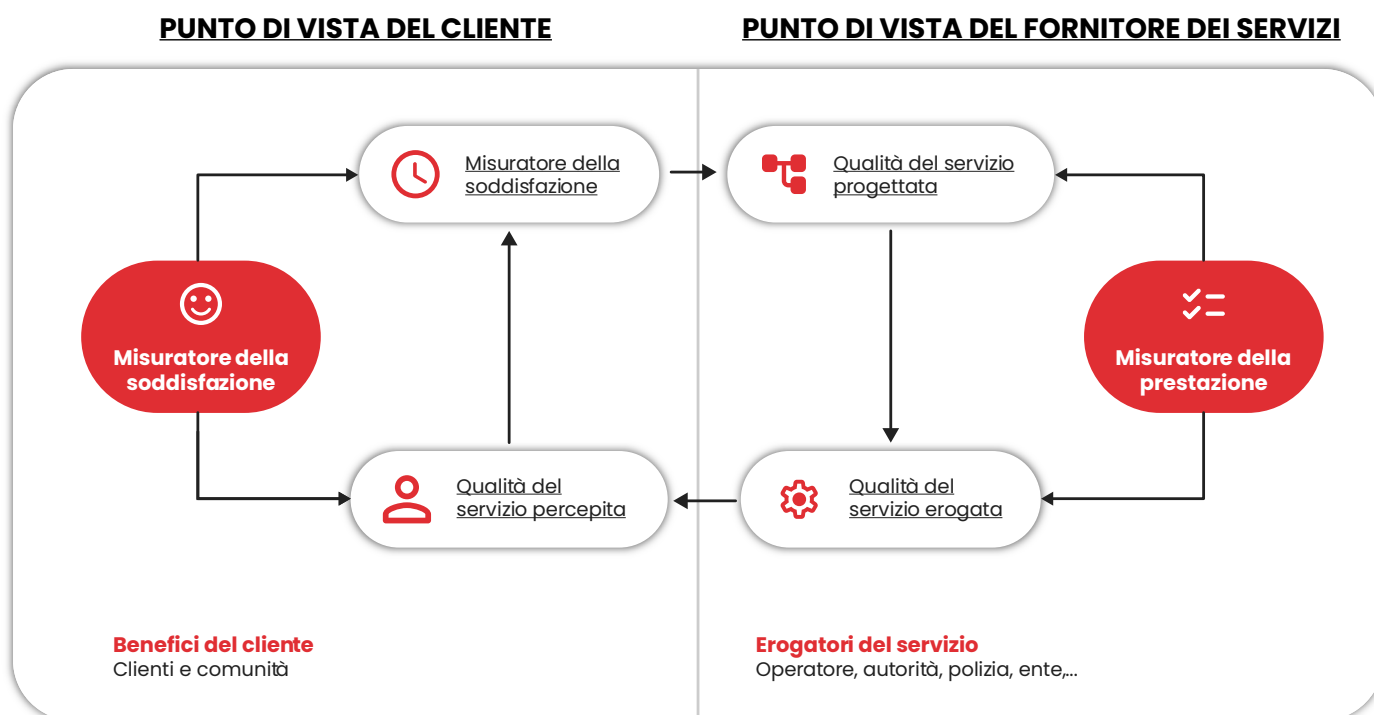 PUNTO DI VISTA DEL CLIENTE
PUNTO DI VISTA DEL FORNITORE DEI SERVIZI
Misuratore della
soddisfazione
Qualità del servizio
progettata
Misuratore della
soddisfazione
Misuratore della
prestazione
Qualità del
servizio percepita
Qualità del
servizio erogata
Benefici del cliente
Clienti e comunità
Erogatori del servizio
Operatore, autorità, polizia, ente,...